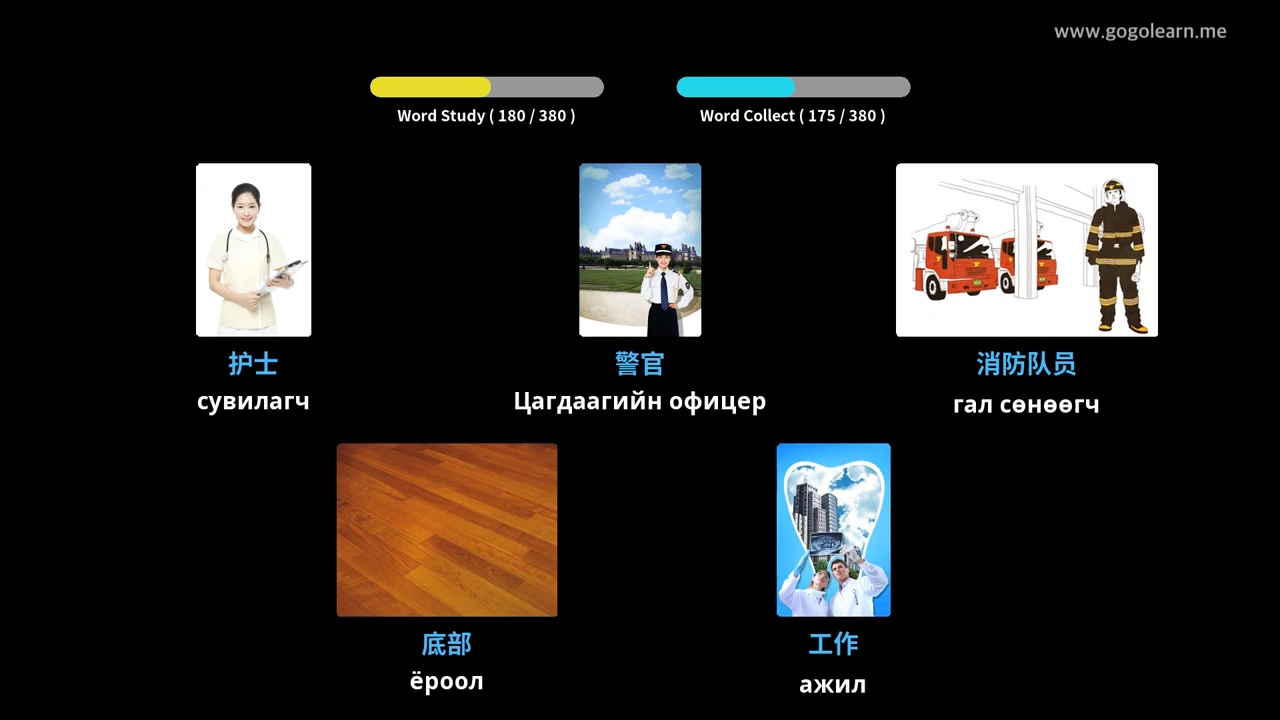 www.gogolearn.me
Word Study ( 180 / 380 )
Word Collect ( 175 / 380 )
护士
警官
消防队员
сувилагч
Цагдаагийн офицер
гал сөнөөгч
底部
工作
ёроол
ажил